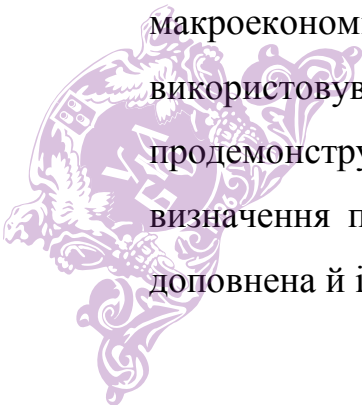 макроеконом
використовув
продемонстру
визначення п
доповнена й і